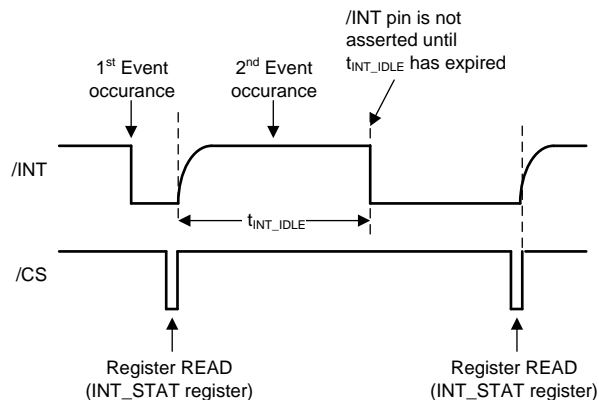 /INT pin is not
asserted until
tINT_IDLE has expired
1st Event
occurance
2nd Event
occurance
/INT
tINT_IDLE
/CS
Register READ
(INT_STAT register)
Register READ
(INT_STAT register)